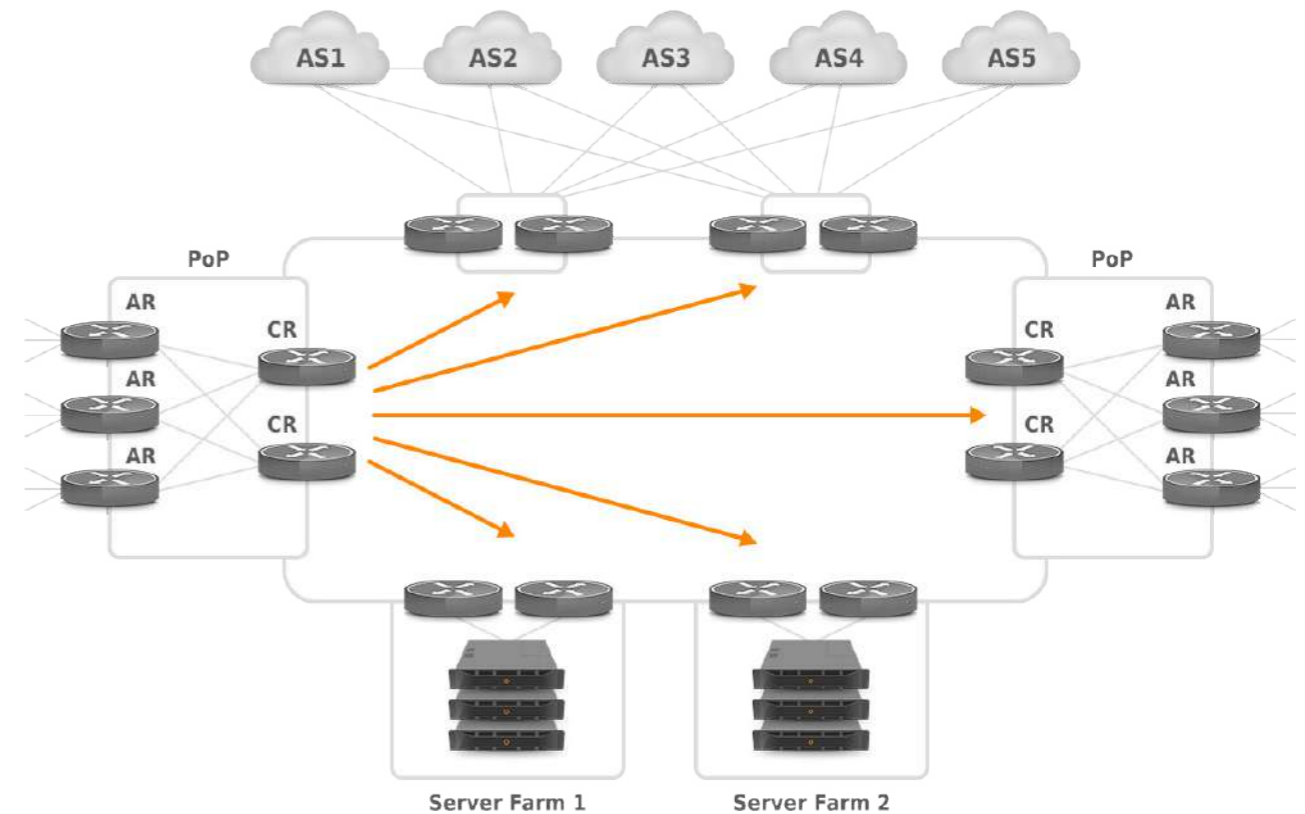 AS1 AS2 AS3 AS4 AS5
PoP PoP
AR AR
CR CR
AR AR
CR CR
AR AR
Server Farm 1 Server Farm 2